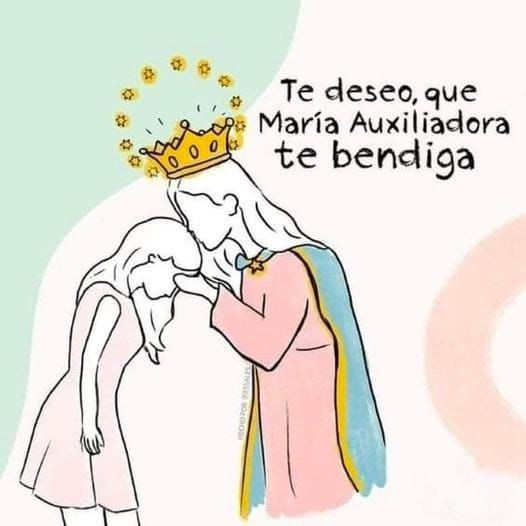 Te deseo, que
María Auxiliadora
te bendiga